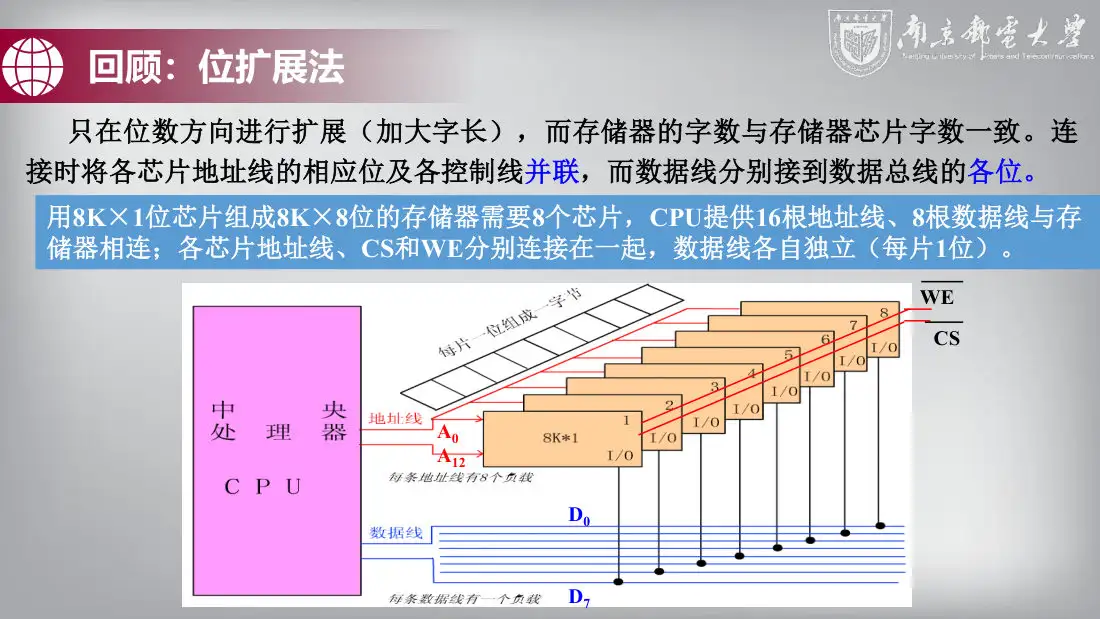 南京邮电大学
Nanjing University of Posts and Telecommunications
回顾：位扩展法
只在位数方向进行扩展（加大字长），而存储器的字数与存储器芯片字数一致。连
接时将各芯片地址线的相应位及各控制线并联，而数据线分别接到数据总线的各位。
用8K×1位芯片组成8K×8位的存储器需要8个芯片，CPU提供16根地址线、8根数据线与存
储器相连；各芯片地址线、CS和WE分别连接在一起，数据线各自独立（每片1位）。
WE
CS
每片一位组成一字节
8
I/O
7
I/O
6
I/O
5
I/O
4
I/O
3
I/O
2
I/O
1
8K*1
I/O
中央
处理器
CPU
地址线
A0
A12
每条地址线有8个负载
数据线
D0
每条数据线有一个负载
D7